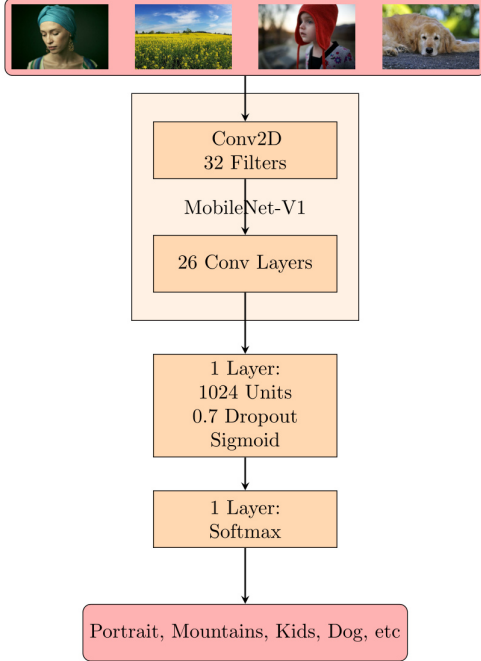 Conv2D
32 Filters
MobileNet-V1
26 Conv Layers
1 Layer:
1024 Units
0.7 Dropout
Sigmoid
1 Layer:
Softmax
Portrait, Mountains, Kids, Dog, etc